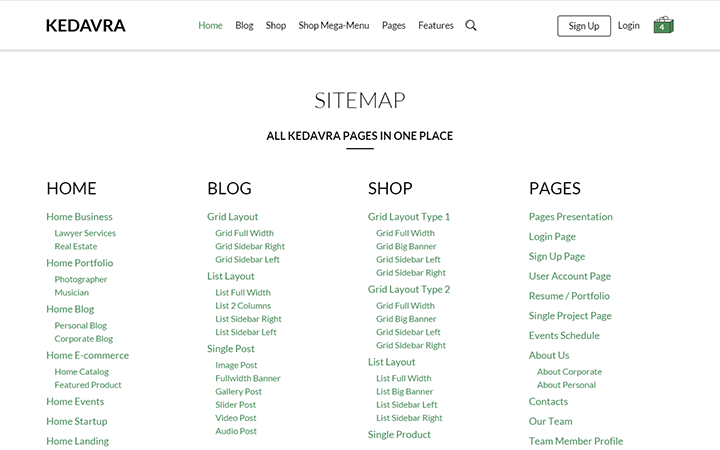 KEDAVRA
Home Blog Shop Shop Mega-Menu Pages Features
Sign Up Login 4
SITEMAP
ALL KEDAVRA PAGES IN ONE PLACE
HOME
Home Business
Lawyer Services
Real Estate
Home Portfolio
Photographer
Musician
Home Blog
Personal Blog
Corporate Blog
Home E-commerce
Home Catalog
Featured Product
Home Events
Home Startup
Home Landing
BLOG
Grid Layout
Grid Full Width
Grid Sidebar Right
Grid Sidebar Left
List Layout
List Full Width
List 2 Columns
List Sidebar Right
List Sidebar Left
Single Post
Image Post
Fullwidth Banner
Gallery Post
Slider Post
Video Post
Audio Post
SHOP
Grid Layout Type 1
Grid Full Width
Grid Big Banner
Grid Sidebar Left
Grid Sidebar Right
Grid Layout Type 2
Grid Full Width
Grid Big Banner
Grid Sidebar Left
Grid Sidebar Right
List Layout
List Full Width
List Big Banner
List Sidebar Left
List Sidebar Right
Single Product
PAGES
Pages Presentation
Login Page
Sign Up Page
User Account Page
Resume / Portfolio
Single Project Page
Events Schedule
About Us
About Corporate
About Personal
Contacts
Our Team
Team Member Profile